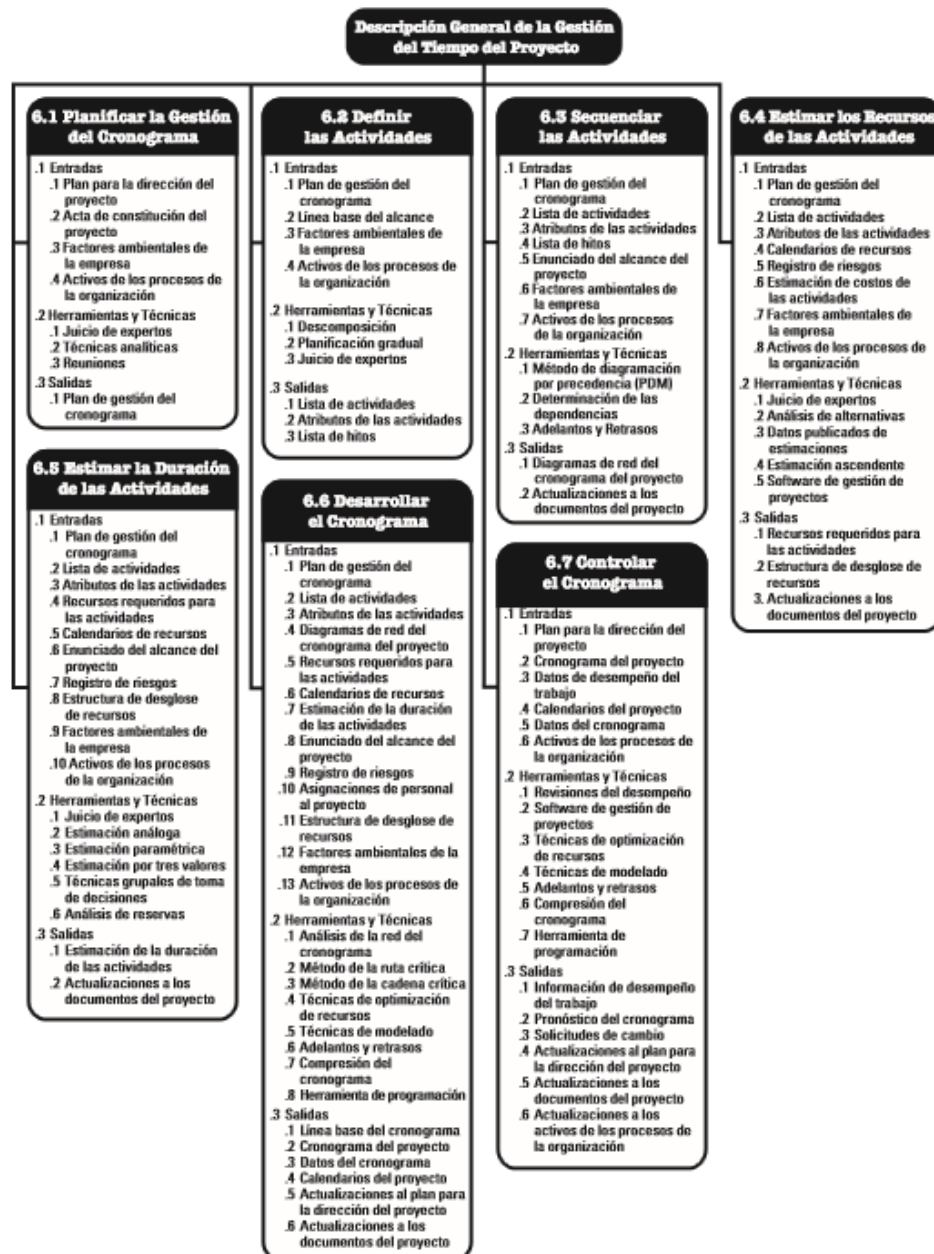 Descripción General de la Gestión
del Tiempo del Proyecto
6.1 Planificar la Gestión
del Cronograma
.1 Entradas
.1 Plan para la dirección del
proyecto
.2 Acta de constitución del
proyecto
.3 Factores ambientales de
la empresa
.4 Activos de los procesos de
la organización
.2 Herramientas y Técnicas
.1 Juicio de expertos
.2 Técnicas analíticas
.3 Reuniones
.3 Salidas
.1 Plan de gestión del
cronograma
6.2 Definir
las Actividades
.1 Entradas
.1 Plan de gestión del
cronograma
.2 Línea base del alcance
.3 Factores ambientales de
la empresa
.4 Activos de los procesos de
la organización
.2 Herramientas y Técnicas
.1 Descomposición
.2 Planificación gradual
.3 Juicio de expertos
.3 Salidas
.1 Lista de actividades
.2 Atributos de las actividades
.3 Lista de hitos
6.3 Secuenciar
las Actividades
.1 Entradas
.1 Plan de gestión del
cronograma
.2 Lista de actividades
.3 Atributos de las actividades
.4 Lista de hitos
.5 Enunciado del alcance del
proyecto
.6 Factores ambientales de
la empresa
.7 Activos de los procesos de
la organización
.2 Herramientas y Técnicas
.1 Método de diagramación
por precedencia (PDM)
.2 Determinación de las
dependencias
.3 Adelantos y Retrasos
.3 Salidas
.1 Diagramas de red del
cronograma del proyecto
.2 Actualizaciones a los
documentos del proyecto
6.4 Estimar los Recursos
de las Actividades
.1 Entradas
.1 Plan de gestión del
cronograma
.2 Lista de actividades
.3 Atributos de las actividades
.4 Calendarios de recursos
.5 Registro de riesgos
.6 Estimación de costos de
las actividades
.7 Factores ambientales de
la empresa
.8 Activos de los procesos de
la organización
.2 Herramientas y Técnicas
.1 Juicio de expertos
.2 Análisis de alternativas
.3 Datos publicados de
estimaciones
.4 Estimación ascendente
.5 Software de gestión de
proyectos
.3 Salidas
.1 Recursos requeridos para
las actividades
.2 Estructura de desglose de
recursos
3. Actualizaciones a los
documentos del proyecto
6.5 Estimar la Duración
de las Actividades
.1 Entradas
.1 Plan de gestión del
cronograma
.2 Lista de actividades
.3 Atributos de las actividades
.4 Recursos requeridos para
las actividades
.5 Calendarios de recursos
.6 Enunciado del alcance del
proyecto
.7 Registro de riesgos
.8 Estructura de desglose
de recursos
.9 Factores ambientales de
la empresa
.10 Activos de los procesos
de la organización
.2 Herramientas y Técnicas
.1 Juicio de expertos
.2 Estimación análoga
.3 Estimación paramétrica
.4 Estimación por tres valores
.5 Técnicas grupales de toma
de decisiones
.6 Análisis de reservas
.3 Salidas
.1 Estimación de la duración
de las actividades
.2 Actualizaciones a los
documentos del proyecto
6.6 Desarrollar
el Cronograma
.1 Entradas
.1 Plan de gestión del
cronograma
.2 Lista de actividades
.3 Atributos de las actividades
.4 Diagramas de red del
cronograma del proyecto
.5 Recursos requeridos para
las actividades
.6 Calendarios de recursos
.7 Estimación de la duración
de las actividades
.8 Enunciado del alcance del
proyecto
.9 Registro de riesgos
.10 Asignaciones de personal
al proyecto
.11 Estructura de desglose de
recursos
.12 Factores ambientales de la
empresa
.13 Activos de los procesos de
la organización
.2 Herramientas y Técnicas
.1 Análisis de la red del
cronograma
.2 Método de la ruta crítica
.3 Método de la cadena crítica
.4 Técnicas de optimización
de recursos
.5 Técnicas de modelado
.6 Adelantos y retrasos
.7 Compresión del
cronograma
.8 Herramienta de programación
.3 Salidas
.1 Línea base del cronograma
.2 Cronograma del proyecto
.3 Datos del cronograma
.4 Calendarios del proyecto
.5 Actualizaciones al plan para
la dirección del proyecto
.6 Actualizaciones a los
documentos del proyecto
6.7 Controlar
el Cronograma
.1 Entradas
.1 Plan para la dirección del
proyecto
.2 Cronograma del proyecto
.3 Datos de desempeño del
trabajo
.4 Calendarios del proyecto
.5 Datos del cronograma
.6 Activos de los procesos de
la organización
.2 Herramientas y Técnicas
.1 Revisiones del desempeño
.2 Software de gestión de
proyectos
.3 Técnicas de optimización
de recursos
.4 Técnicas de modelado
.5 Adelantos y retrasos
.6 Compresión del
cronograma
.7 Herramienta de
programación
.3 Salidas
.1 Información de desempeño
del trabajo
.2 Pronóstico del cronograma
.3 Solicitudes de cambio
.4 Actualizaciones al plan para
la dirección del proyecto
.5 Actualizaciones a los
documentos del proyecto
.6 Actualizaciones a los
activos de los procesos de
la organización